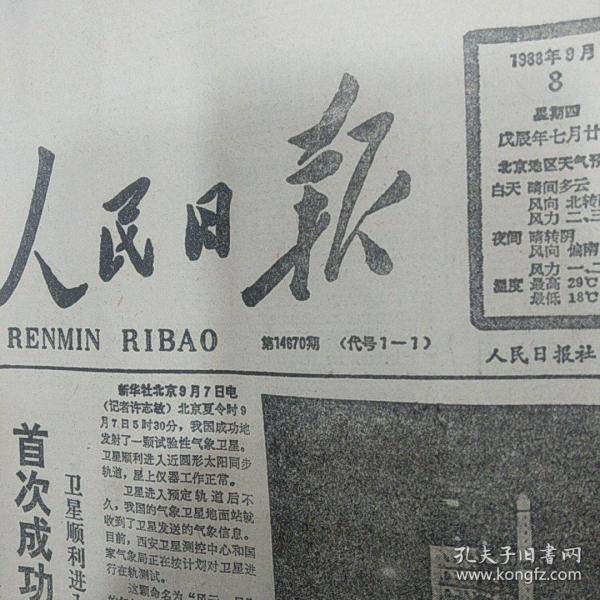 人民日报
RENMIN RIBAO
第14670期 (代号1—1)
1988年9月
8
星期四
戊辰年七月廿
北京地区天气预
白天 晴间多云
风向 北转
风力 二、三
夜间 晴转阴
风向 偏南
风力 一、二
温度 最高 29℃
最低 18℃
人民日报社
首次成功
卫星顺利进入
新华社北京9月7日电
(记者许志敏)北京夏令时9
月7日5时30分,我国成功地
发射了一颗试验性气象卫星。
卫星顺利进入近圆形太阳同步
轨道,星上仪器工作正常。
卫星进入预定轨道后不
久,我国的气象卫星地面站就
收到了卫星发送的气象信息。
目前,西安卫星测控中心和国
家气象局正在按计划对卫星进
行在轨测试。
这颗命名为“风云一号
孔夫子旧书网
www.kongfz.com